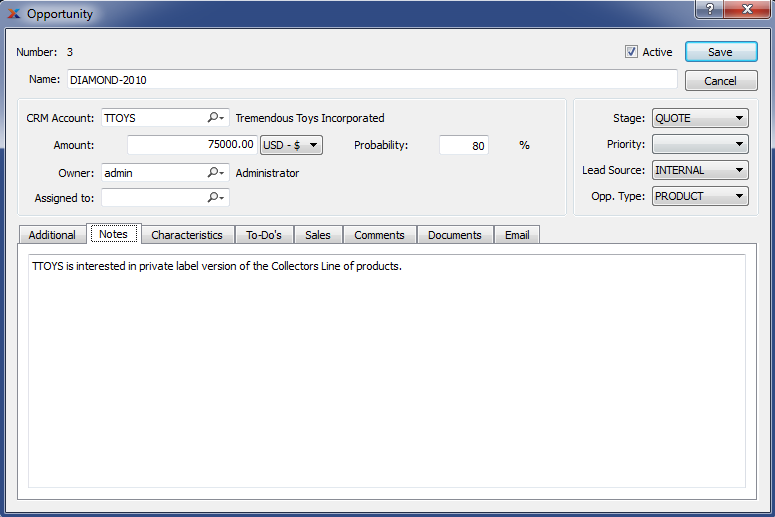 Opportunity
Number: 3
Active
Save
Name: DIAMOND-2010
Cancel
CRM Account: TTOYS Tremendous Toys Incorporated
Stage: QUOTE
Amount: 75000.00 USD - $ Probability: 80 %
Priority:
Owner: admin Administrator
Lead Source: INTERNAL
Assigned to:
Opp. Type: PRODUCT
Additional Notes Characteristics To-Do's Sales Comments Documents Email
TTOYS is interested in private label version of the Collectors Line of products.